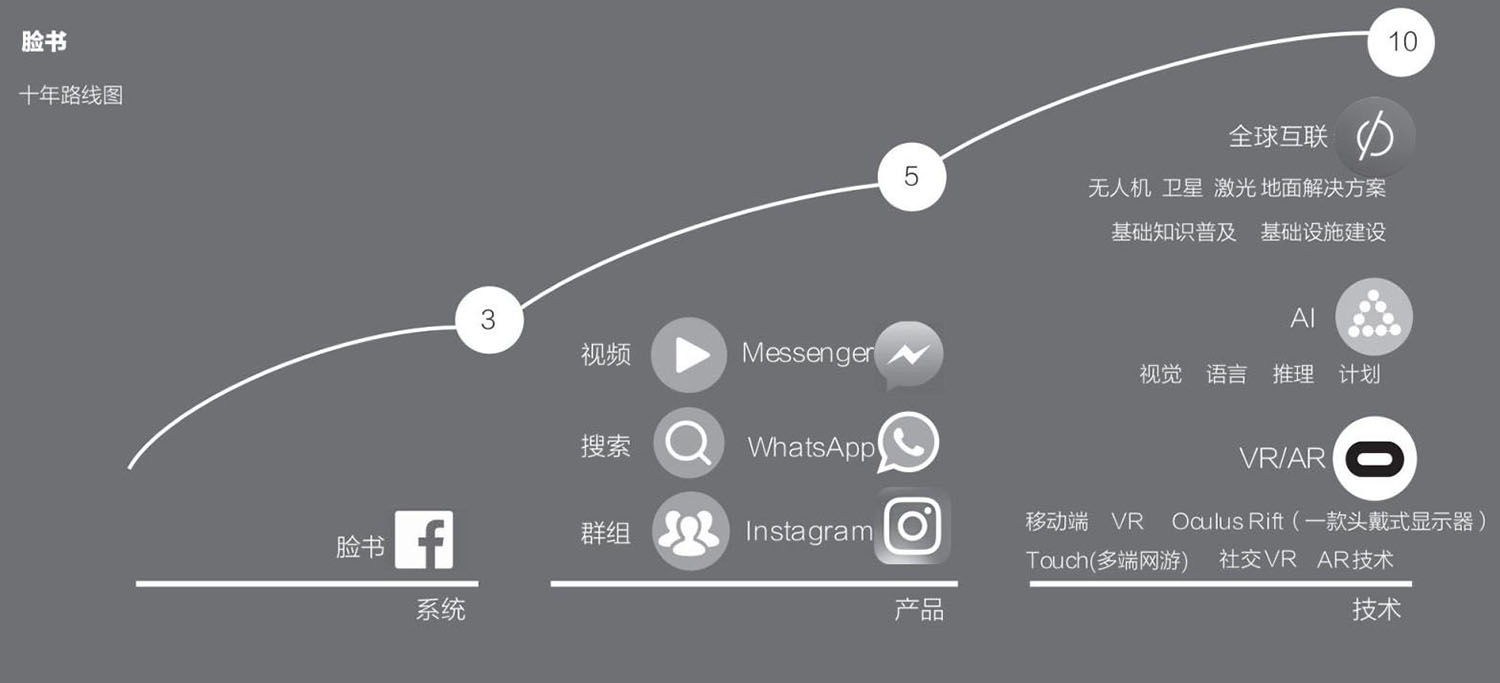 脸书
十年路线图
3
5
10
脸书
系统
视频 Messenger
搜索 WhatsApp
群组 Instagram
产品
全球互联
无人机 卫星 激光 地面解决方案
基础知识普及 基础设施建设
AI
视觉 语言 推理 计划
VR/AR
移动端 VR Oculus Rift（一款头戴式显示器）
Touch(多端网游) 社交VR AR技术
技术